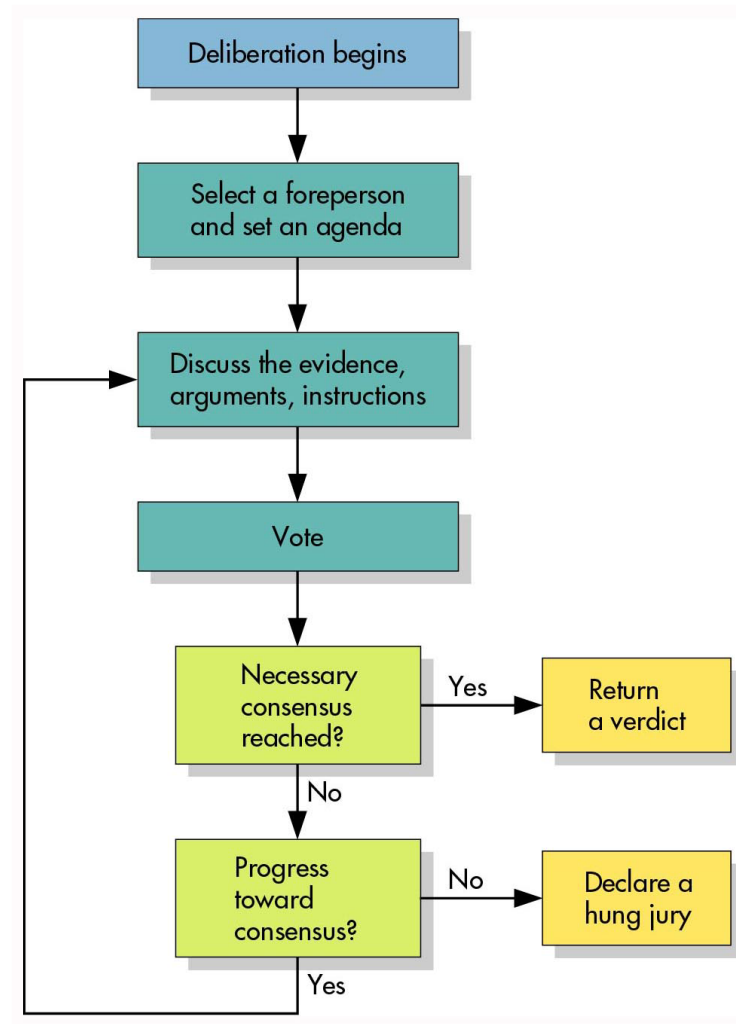 Deliberation begins
Select a foreperson
and set an agenda
Discuss the evidence,
arguments, instructions
Vote
Necessary
consensus
reached?
Yes
Return
a verdict
No
Progress
toward
consensus?
No
Declare a
hung jury
Yes